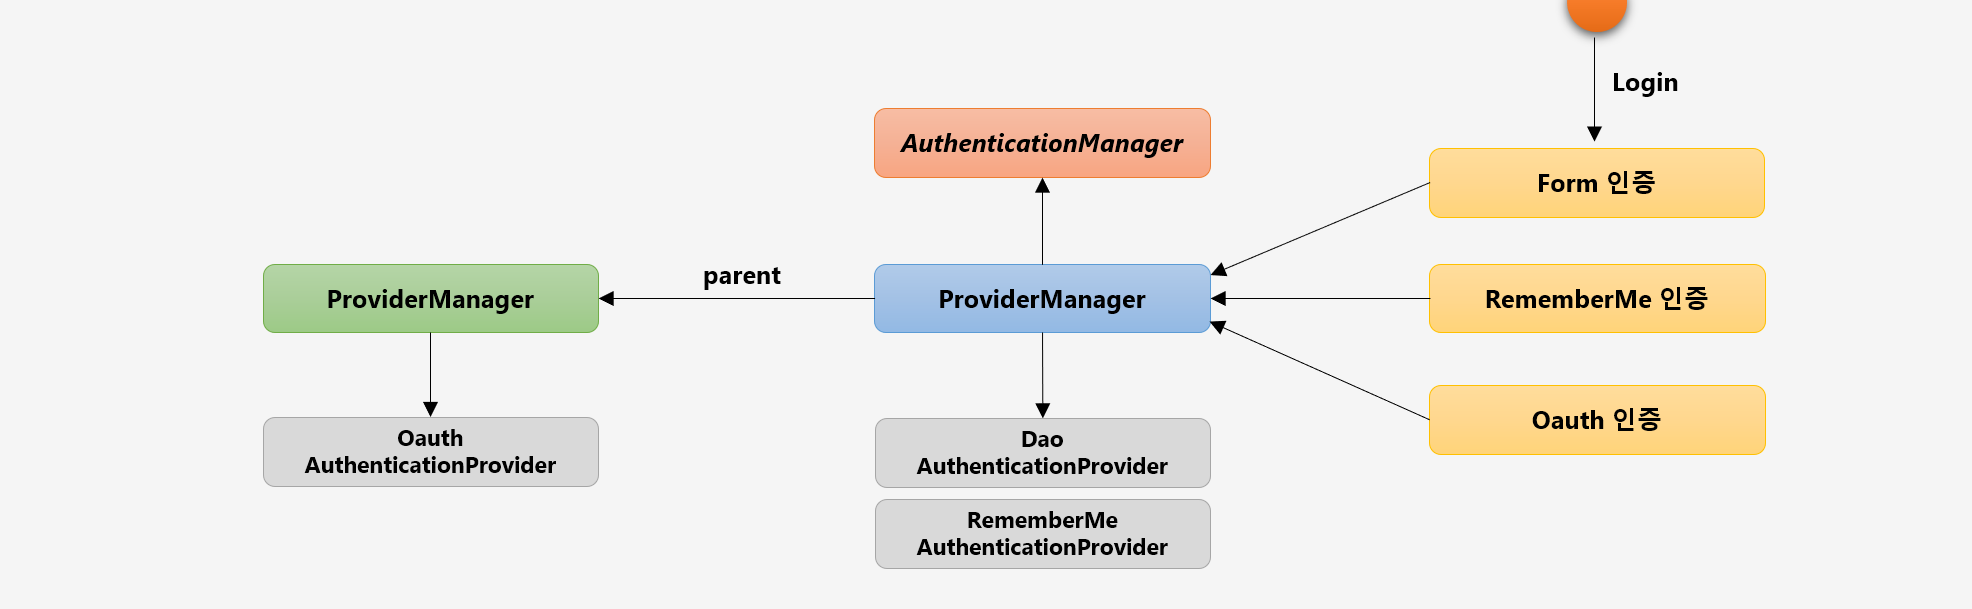 Login
AuthenticationManager
Form 인증
parent
ProviderManager
ProviderManager
RememberMe 인증
Oauth 인증
Oauth
AuthenticationProvider
Dao
AuthenticationProvider
RememberMe
AuthenticationProvider